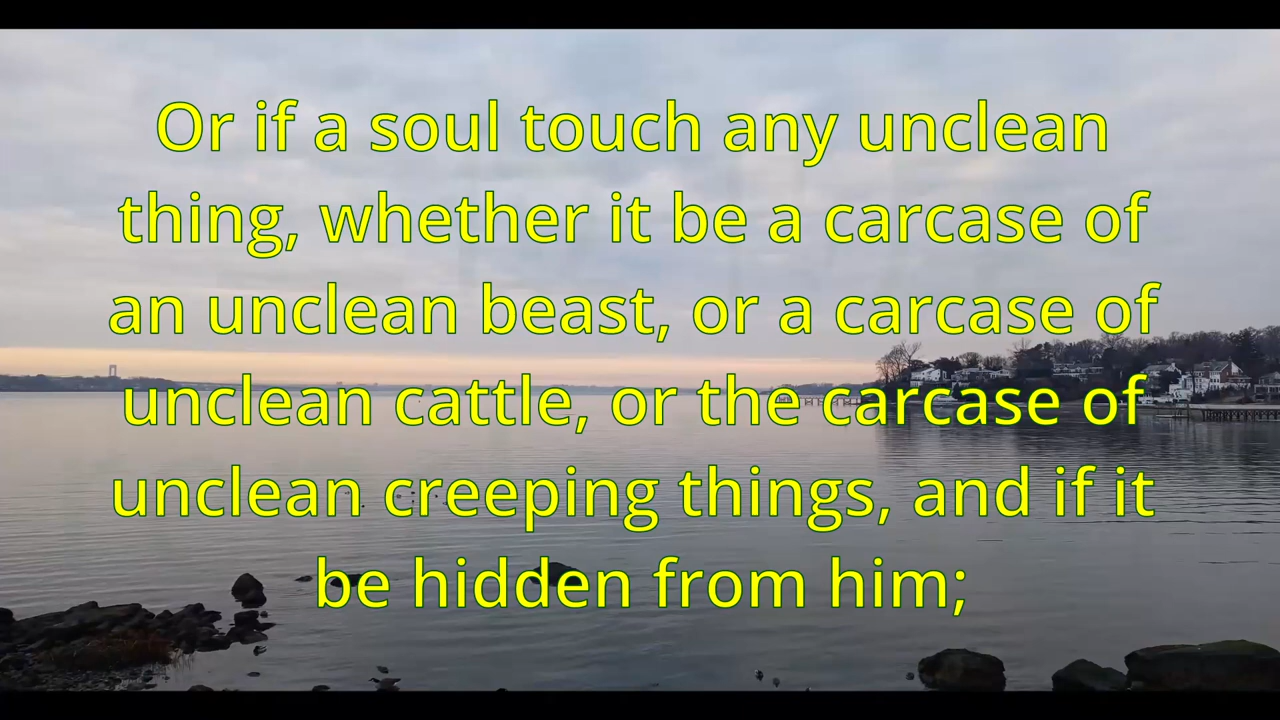 Or if a soul touch any unclean
thing, whether it be a carcase of
an unclean beast, or a carcase of
unclean cattle, or the carcase of
unclean creeping things, and if it
be hidden from him;